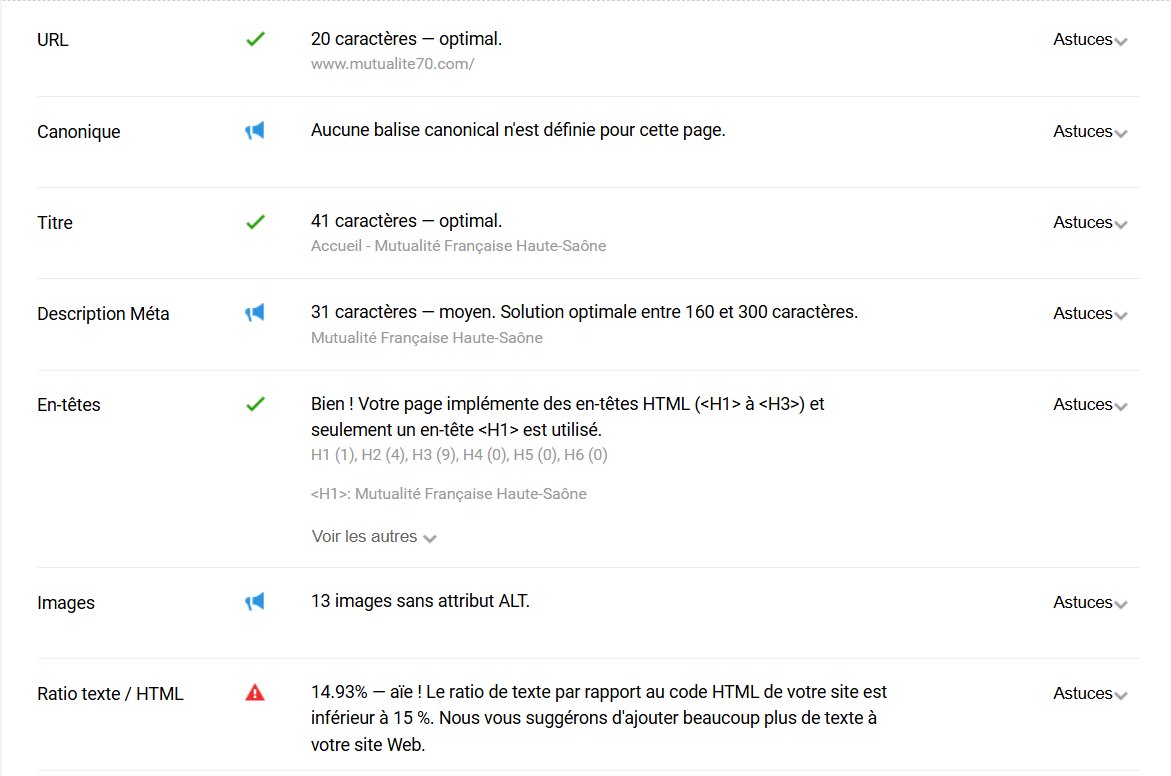 URL
20 caractères — optimal.
Astuces
www.mutualite70.com/
Canonique
Aucune balise canonical n'est définie pour cette page.
Astuces
Titre
41 caractères — optimal.
Astuces
Accueil - Mutualité Française Haute-Saône
Description Méta
31 caractères — moyen. Solution optimale entre 160 et 300 caractères.
Astuces
Mutualité Française Haute-Saône
En-têtes
Bien ! Votre page implémente des en-têtes HTML (<H1> à <H3>) et
Astuces
seulement un en-tête <H1> est utilisé.
H1 (1), H2 (4), H3 (9), H4 (0), H5 (0), H6 (0)
<H1>: Mutualité Française Haute-Saône
Voir les autres
Images
13 images sans attribut ALT.
Astuces
Ratio texte / HTML
14.93% — aïe ! Le ratio de texte par rapport au code HTML de votre site est
Astuces
inférieur à 15 %. Nous vous suggérons d'ajouter beaucoup plus de texte à
votre site Web.